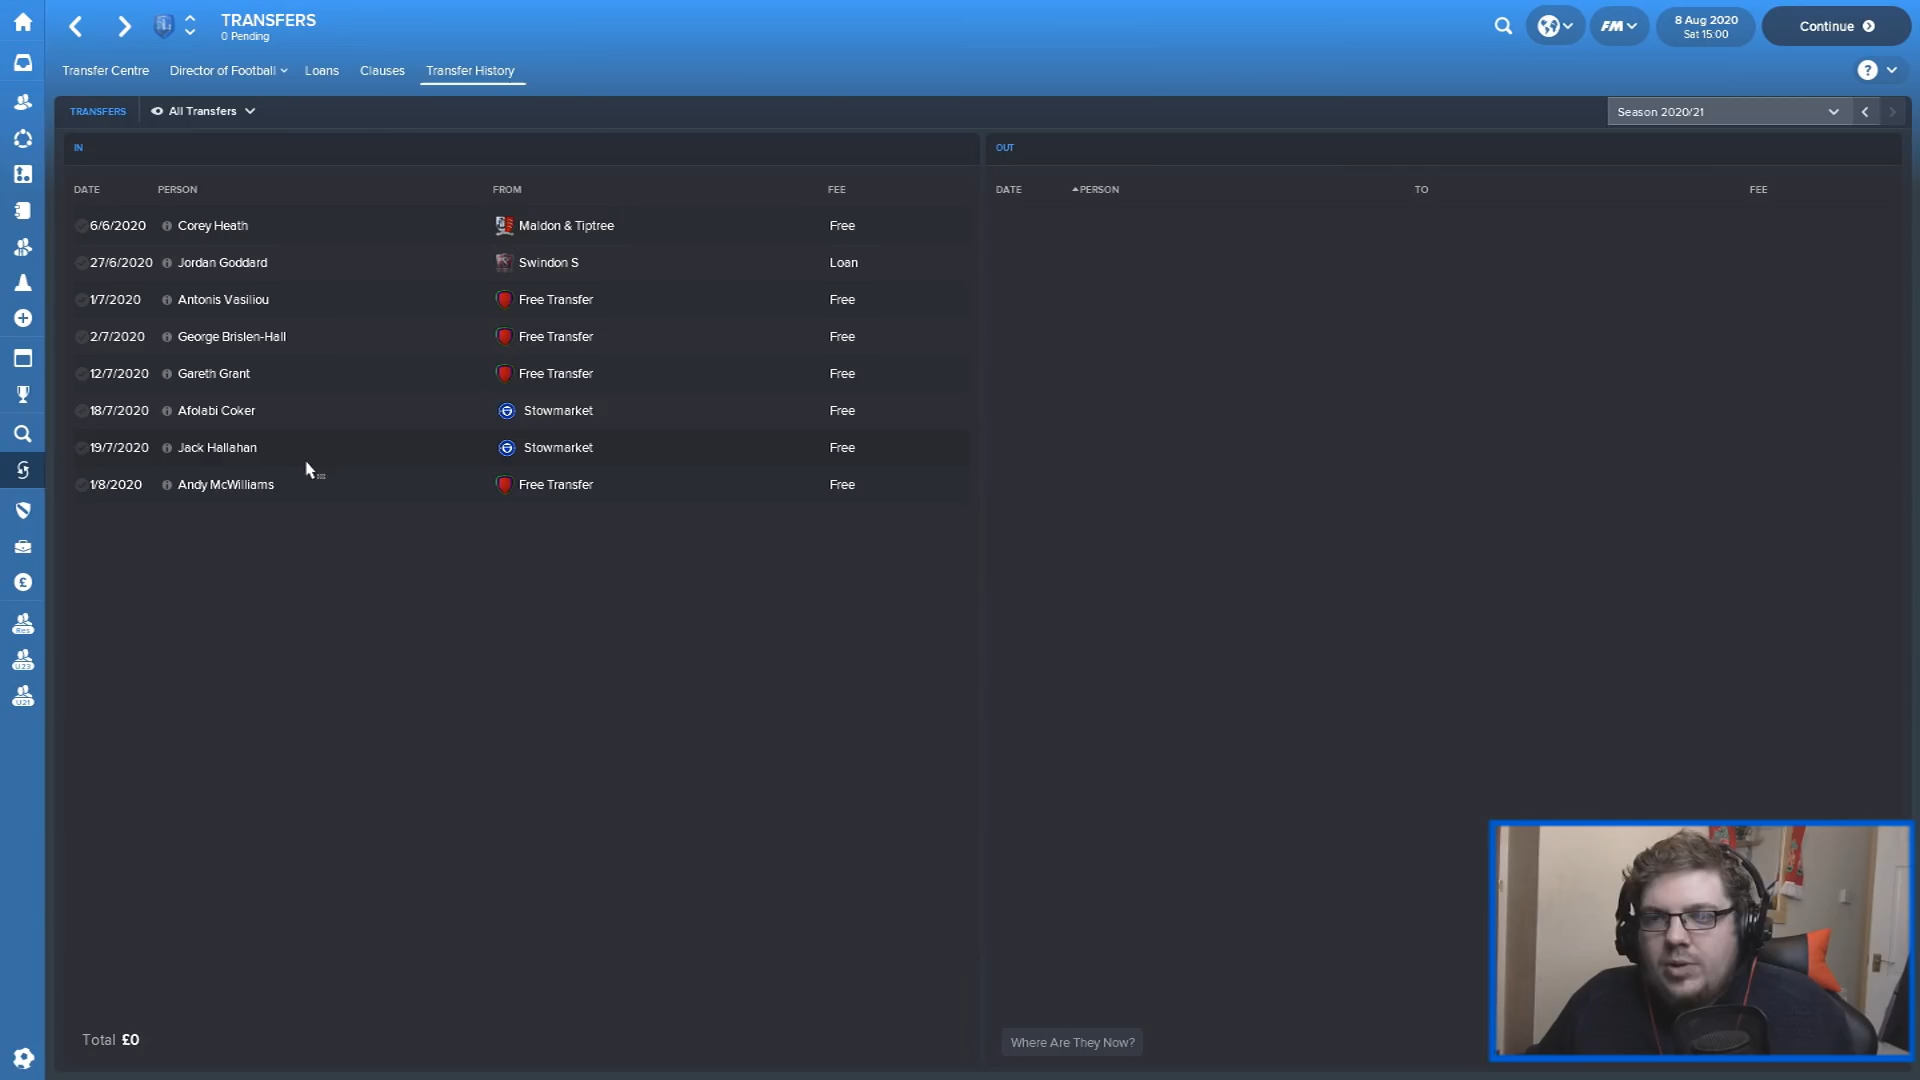 TRANSFERS
0 Pending
FM
8 Aug 2020
Sat 15:00
Continue
Transfer Centre
Director of Football
Loans
Clauses
Transfer History
?
TRANSFERS
All Transfers
Season 2020/21
IN
DATE PERSON FROM FEE
6/6/2020 Corey Heath Maldon & Tiptree Free
27/6/2020 Jordan Goddard Swindon S Loan
1/7/2020 Antonis Vasiliou Free Transfer Free
2/7/2020 George Brislen-Hall Free Transfer Free
12/7/2020 Gareth Grant Free Transfer Free
18/7/2020 Afolabi Coker Stowmarket Free
19/7/2020 Jack Hallahan Stowmarket Free
1/8/2020 Andy McWilliams Free Transfer Free
Total £0
OUT
DATE PERSON TO FEE
Where Are They Now?
£
Res
U23
U21